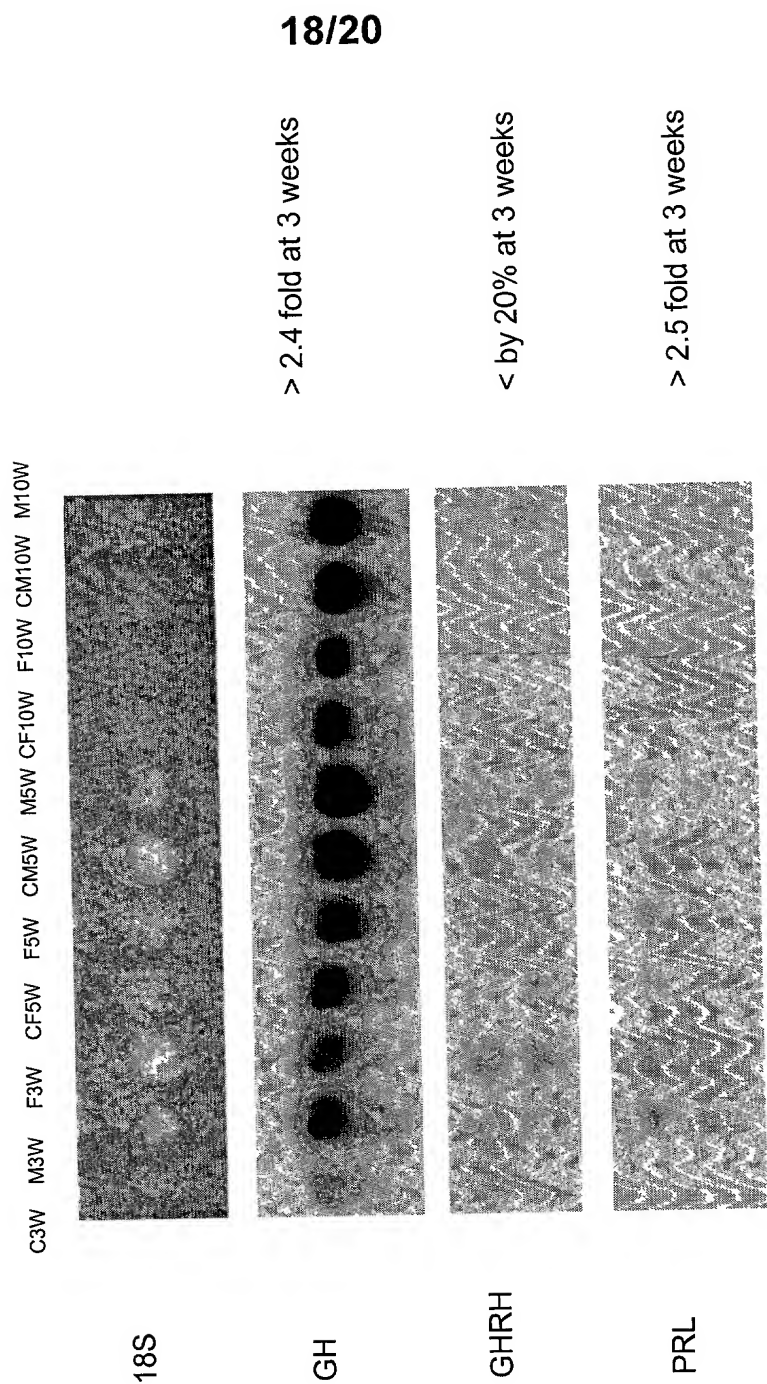 18/20
C3W M3W F3W CF5W F5W CM5W M5W CF10W F10W CM10W M10W
18S
GH
> 2.4 fold at 3 weeks
GHRH
< by 20% at 3 weeks
PRL
> 2.5 fold at 3 weeks